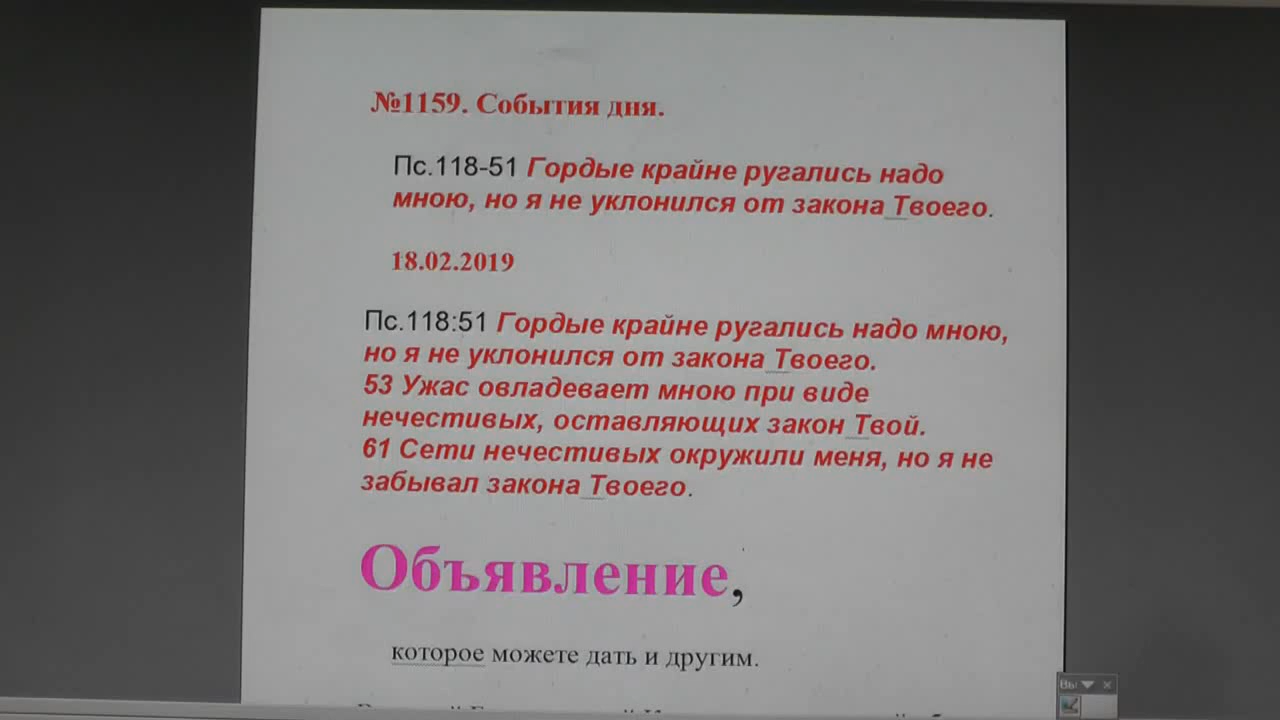 №1159. События дня.
Пс.118-51 Гордые крайне ругались надо
мною, но я не уклонился от закона Твоего.
18.02.2019
Пс.118:51 Гордые крайне ругались надо мною,
но я не уклонился от закона Твоего.
53 Ужас овладевает мною при виде
нечестивых, оставляющих закон Твой.
61 Сети нечестивых окружили меня, но я не
забывал закона Твоего.
Объявление,
которое можете дать и другим.
Вы